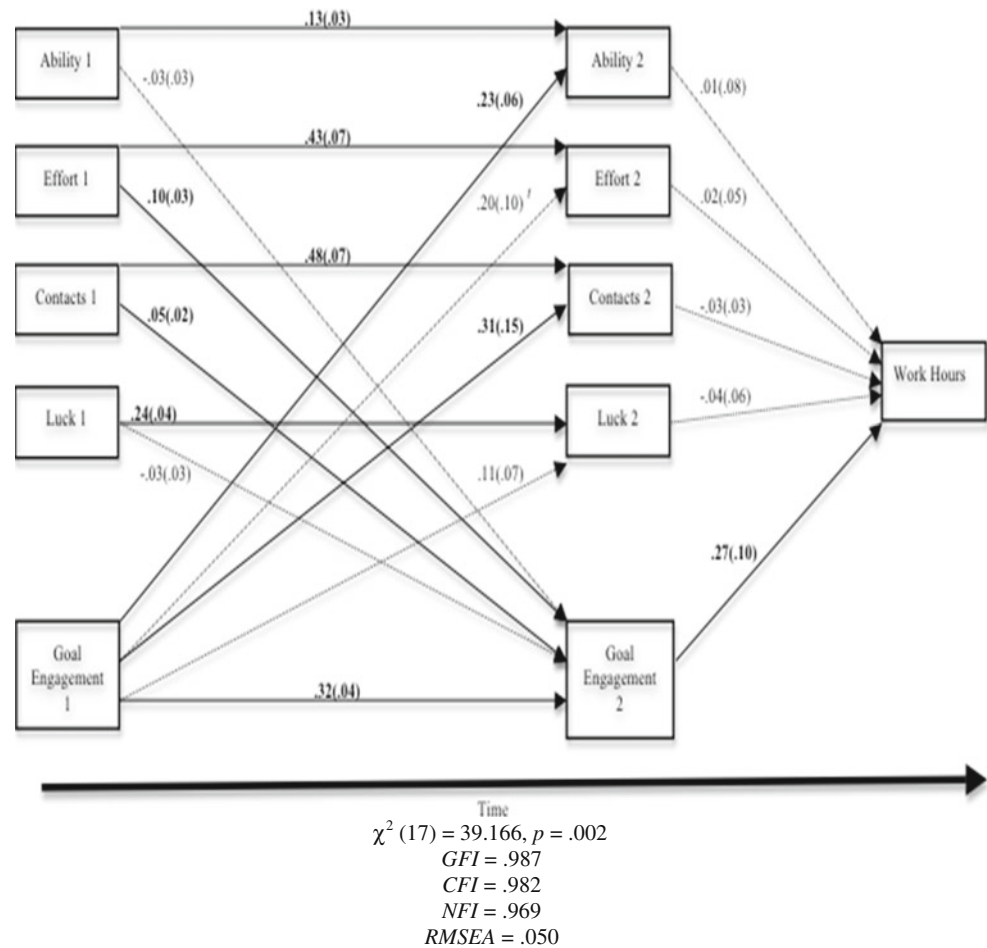 .13(.03)
Ability 1
Ability 2
-.03(.03)
.01(.08)
.23(.06)
.43(.07)
Effort 1
Effort 2
.10(.03)
.20(.10)
.02(.05)
.48(.07)
Contacts 1
Contacts 2
.05(.02)
.31(.15)
-.03(.03)
Work Hours
Luck 1
.24(.04)
Luck 2
-.04(.06)
-.03(.03)
.11(.07)
.27(.10)
Goal
Engagement
1
Goal
Engagement
2
.32(.04)
Time
χ² (17) = 39.166, p = .002
GFI = .987
CFI = .982
NFI = .969
RMSEA = .050